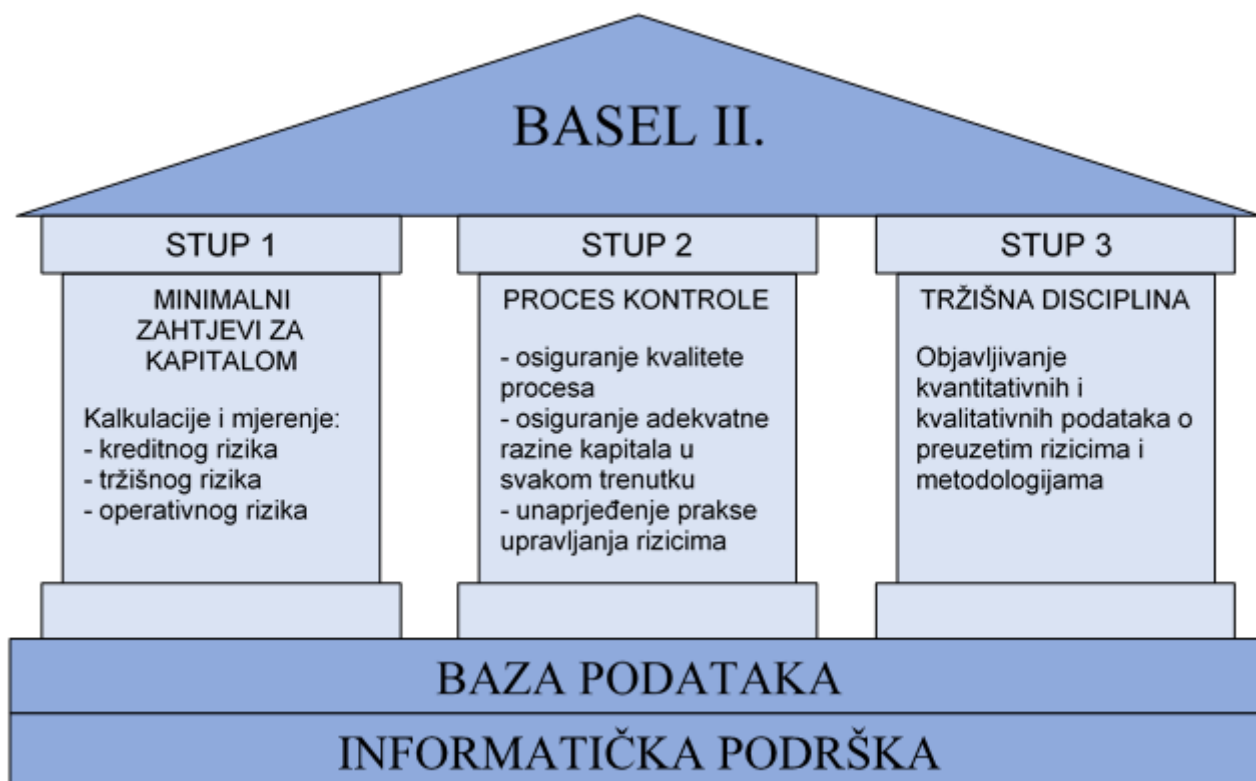 BASEL II.
STUP 1
MINIMALNI
ZAHTJEVI ZA
KAPITALOM
Kalkulacije i mjerenje:
- kreditnog rizika
- tržišnog rizika
- operativnog rizika
STUP 2
PROCES KONTROLE
- osiguranje kvalitete
procesa
- osiguranje adekvatne
razine kapitala u
svakom trenutku
- unaprjeđenje prakse
upravljanja rizicima
STUP 3
TRŽIŠNA DISCIPLINA
Objavljivanje
kvantitativnih i
kvalitativnih podataka o
preuzetim rizicima i
metodologijama
BAZA PODATAKA
INFORMATIČKA PODRŠKA